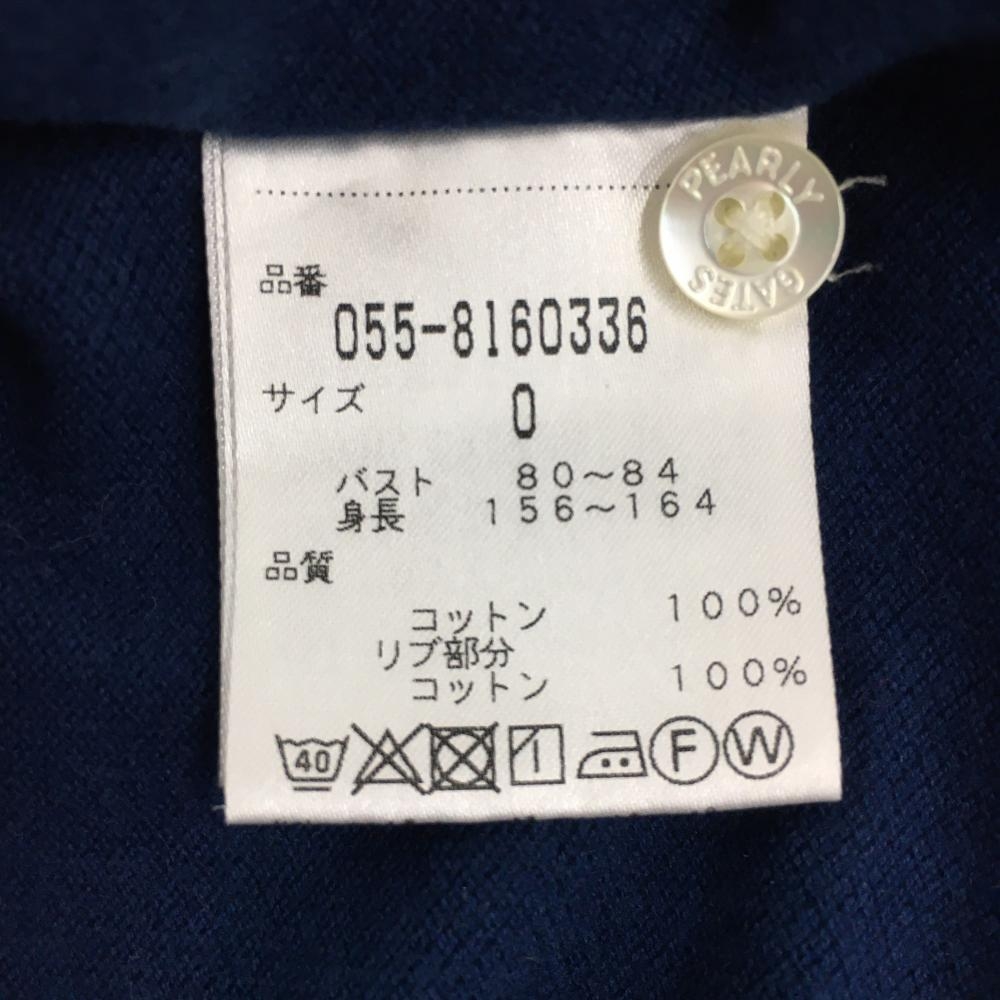 PEARLY
GATES
品番
055-8160336
サイズ 0
バスト 80～84
身長 156～164
品質
コットン 100%
リブ部分
コットン 100%
40 F W